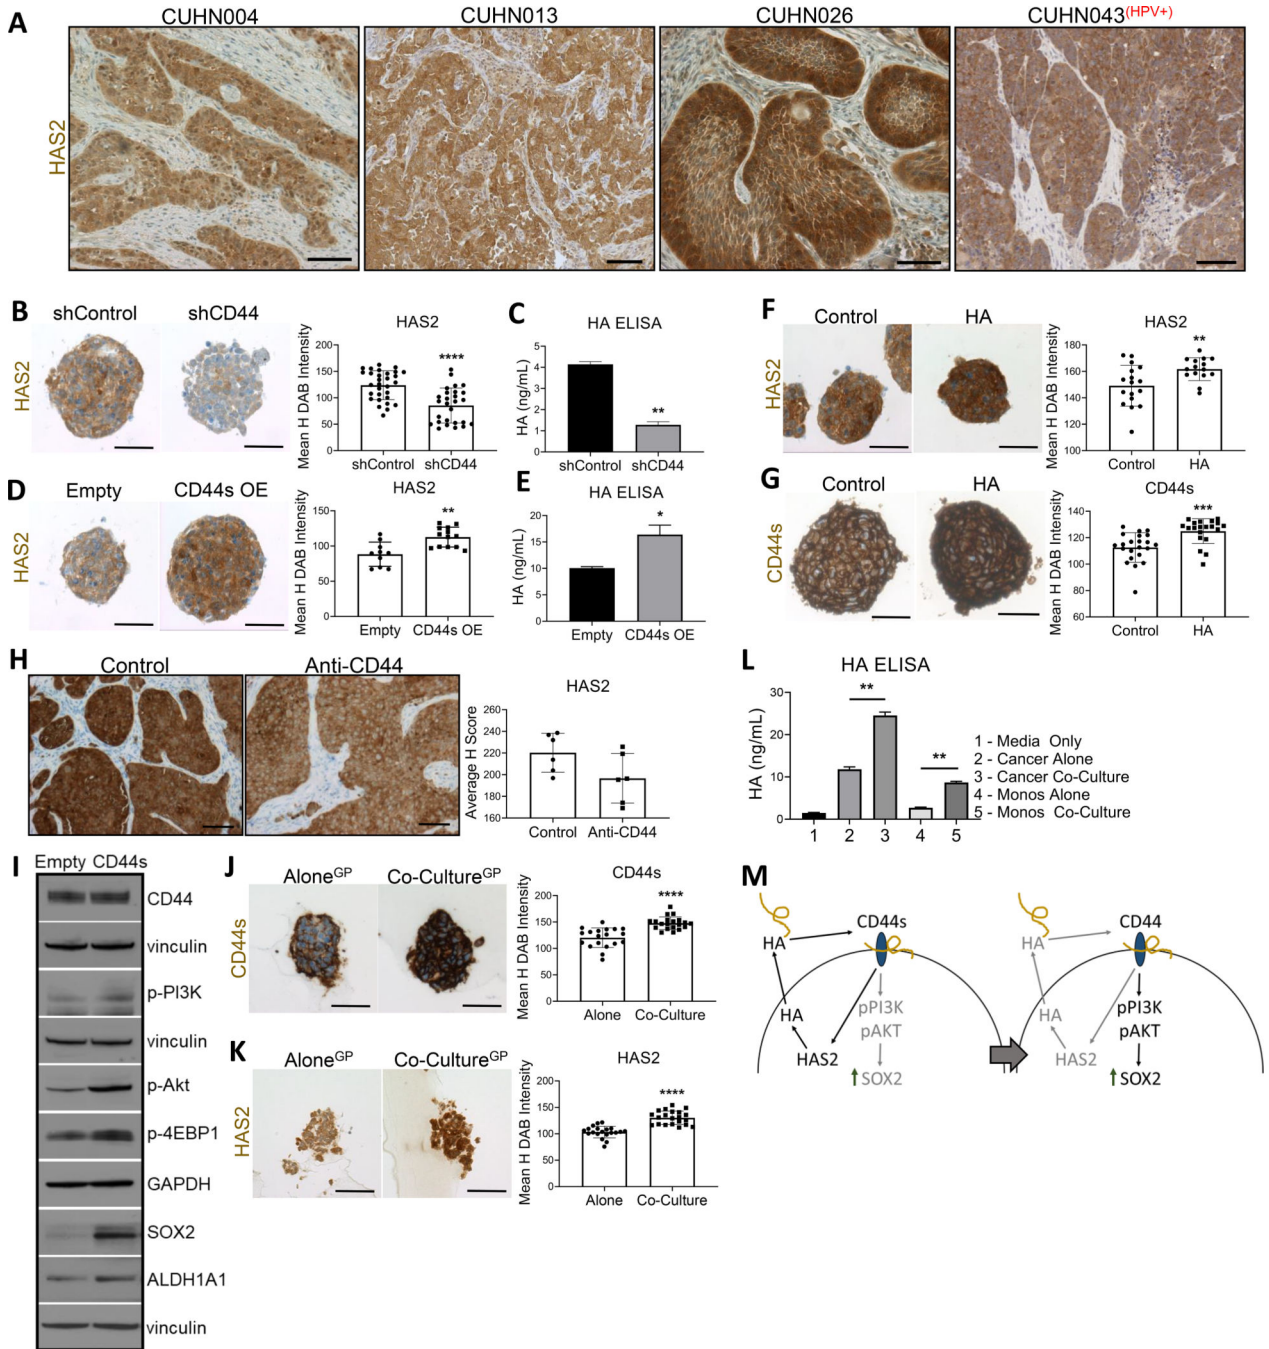 A
CUHN004
CUHN013
CUHN026
CUHN043(HPV+)
HAS2
B
shControl
shCD44
HAS2
HAS2
Mean H DAB Intensity
200
150
100
50
0
****
shControl
shCD44
C
HA ELISA
HA (ng/mL)
5
4
3
2
1
0
**
shControl
shCD44
F
Control
HA
HAS2
HAS2
Mean H DAB Intensity
180
160
140
120
100
**
Control
HA
D
Empty
CD44s OE
HAS2
HAS2
Mean H DAB Intensity
150
100
50
0
**
Empty
CD44s OE
E
HA ELISA
HA (ng/mL)
20
15
10
5
0
*
Empty
CD44s OE
G
Control
HA
CD44s
CD44s
Mean H DAB Intensity
140
120
100
80
60
***
Control
HA
H
Control
Anti-CD44
HAS2
Average H Score
260
240
220
200
180
160
Control
Anti-CD44
L
HA ELISA
HA (ng/mL)
30
20
10
0
**
**
1
2
3
4
5
1 - Media Only
2 - Cancer Alone
3 - Cancer Co-Culture
4 - Monos Alone
5 - Monos Co-Culture
I
Empty CD44s
CD44
vinculin
p-PI3K
vinculin
p-Akt
p-4EBP1
GAPDH
SOX2
ALDH1A1
vinculin
J
AloneGP
Co-CultureGP
CD44s
CD44s
Mean H DAB Intensity
200
150
100
50
0
****
Alone
Co-Culture
K
AloneGP
Co-CultureGP
HAS2
HAS2
Mean H DAB Intensity
200
150
100
50
0
****
Alone
Co-Culture
M
HA
CD44s
HA
HAS2
pPI3K
pAKT
SOX2
HA
CD44
HA
HAS2
pPI3K
pAKT
SOX2